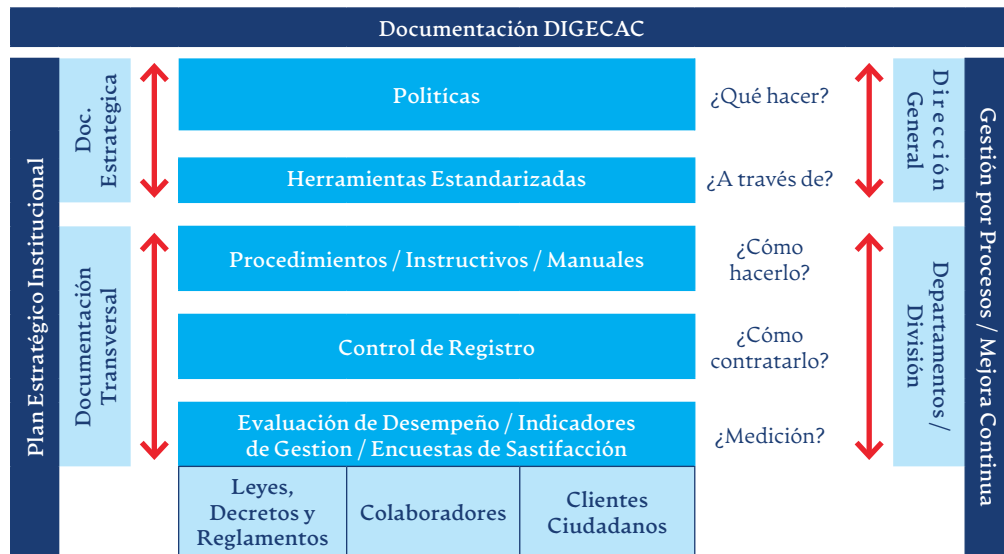 Documentación DIGECAC
Plan Estratégico Institucional
Doc.
Estrategica
Politícas
¿Qué hacer?
Dirección
General
Gestión por Procesos / Mejora Continua
Herramientas Estandarizadas
¿A través de?
Documentación
Transversal
Procedimientos / Instructivos / Manuales
¿Cómo
hacerlo?
Departamentos /
División
Control de Registro
¿Cómo
contratarlo?
Evaluación de Desempeño / Indicadores
de Gestion / Encuestas de Sastifacción
¿Medición?
Leyes,
Decretos y
Reglamentos
Colaboradores
Clientes
Ciudadanos